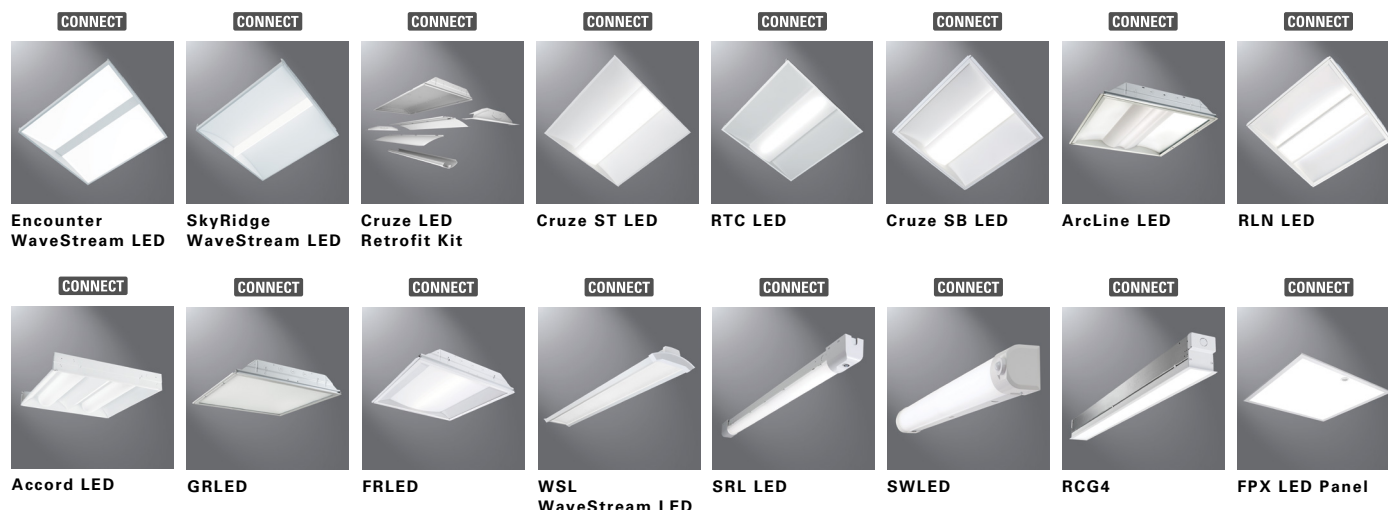 CONNECT CONNECT CONNECT CONNECT CONNECT CONNECT CONNECT CONNECT
Encounter
WaveStream LED
SkyRidge
WaveStream LED
Cruze LED
Retrofit Kit
Cruze ST LED
RTC LED
Cruze SB LED
ArcLine LED
RLN LED
CONNECT CONNECT CONNECT CONNECT CONNECT CONNECT CONNECT CONNECT
Accord LED
GRLED
FRLED
WSL
WaveStream LED
SRL LED
SWLED
RCG4
FPX LED Panel